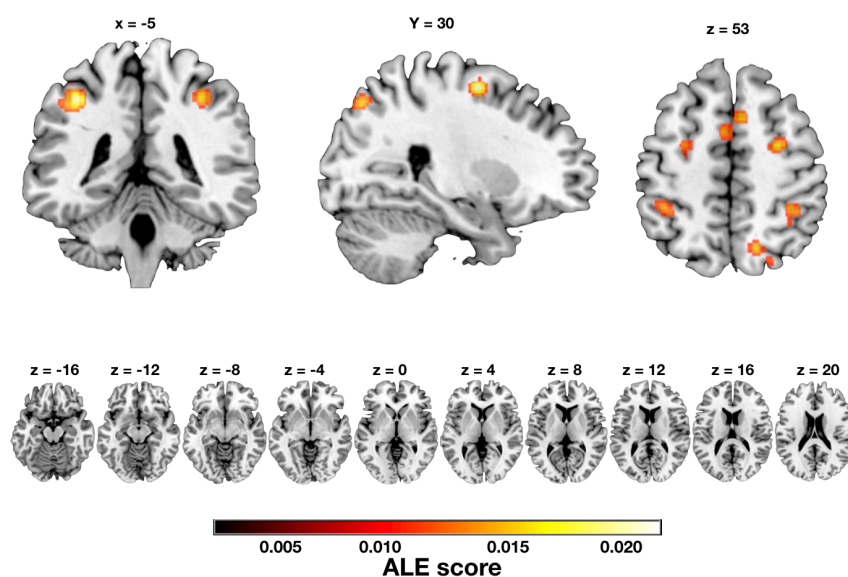 x = -5
Y = 30
z = 53
z = -16 z = -12 z = -8 z = -4 z = 0 z = 4 z = 8 z = 12 z = 16 z = 20
0.005 0.010 0.015 0.020
ALE score